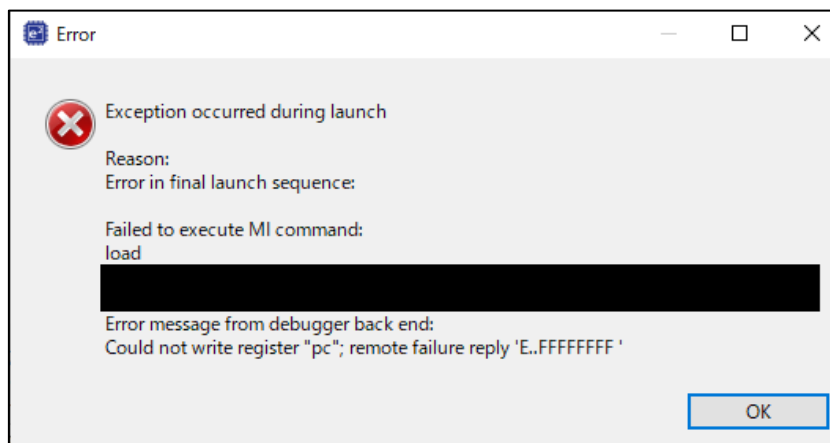 Error
Exception occurred during launch
Reason:
Error in final launch sequence:
Failed to execute MI command:
load
Error message from debugger back end:
Could not write register "pc"; remote failure reply 'E..FFFFFFFF '
OK